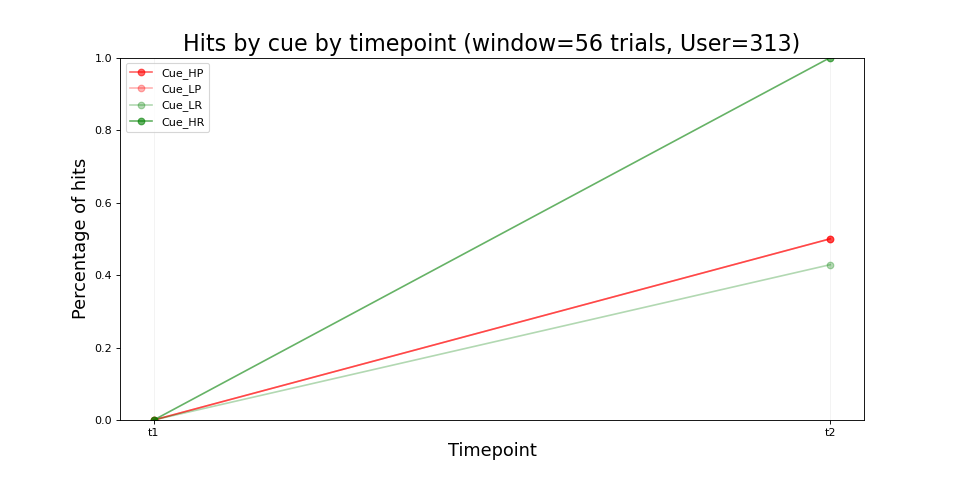 Hits by cue by timepoint (window=56 trials, User=313)
1.0
0.8
0.6
0.4
0.2
0.0
Percentage of hits
Cue_HP
Cue_LP
Cue_LR
Cue_HR
t1
t2
Timepoint